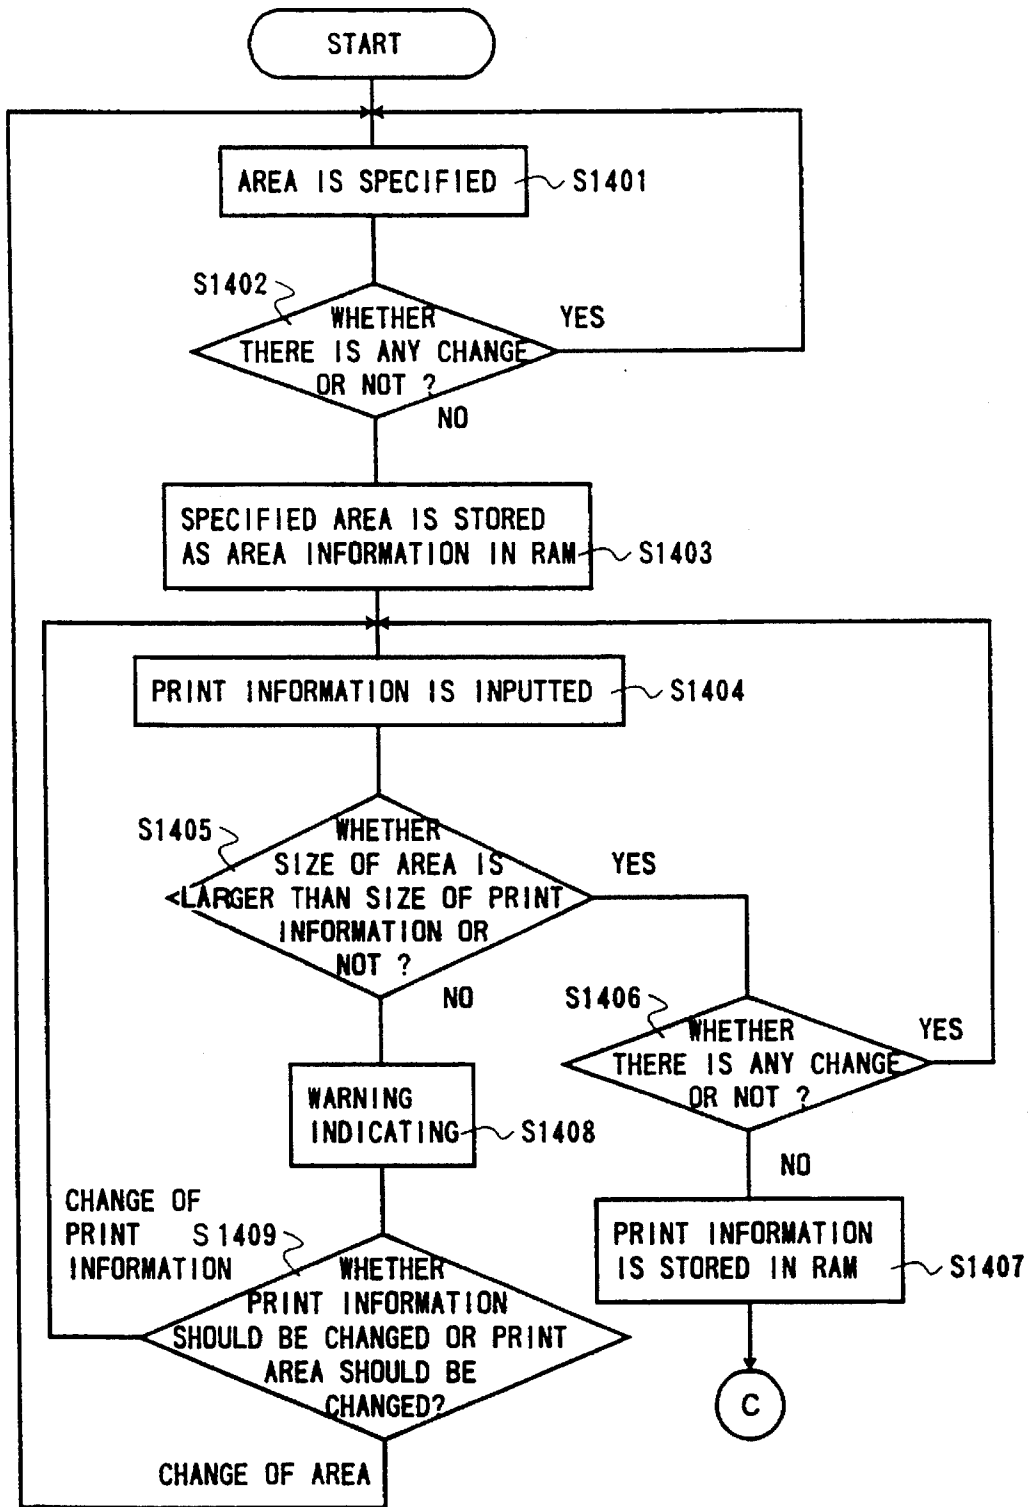 START
AREA IS SPECIFIED
S1401
S1402
WHETHER
THERE IS ANY CHANGE
OR NOT ?
YES
NO
SPECIFIED AREA IS STORED
AS AREA INFORMATION IN RAM
S1403
PRINT INFORMATION IS INPUTTED
S1404
S1405
WHETHER
SIZE OF AREA IS
<LARGER THAN SIZE OF PRINT
INFORMATION OR
NOT ?
YES
NO
S1406
WHETHER
THERE IS ANY CHANGE
OR NOT ?
YES
NO
WARNING
INDICATING
S1408
PRINT INFORMATION
IS STORED IN RAM
S1407
CHANGE OF
PRINT
INFORMATION
S1409
WHETHER
PRINT INFORMATION
SHOULD BE CHANGED OR PRINT
AREA SHOULD BE
CHANGED?
C
CHANGE OF AREA